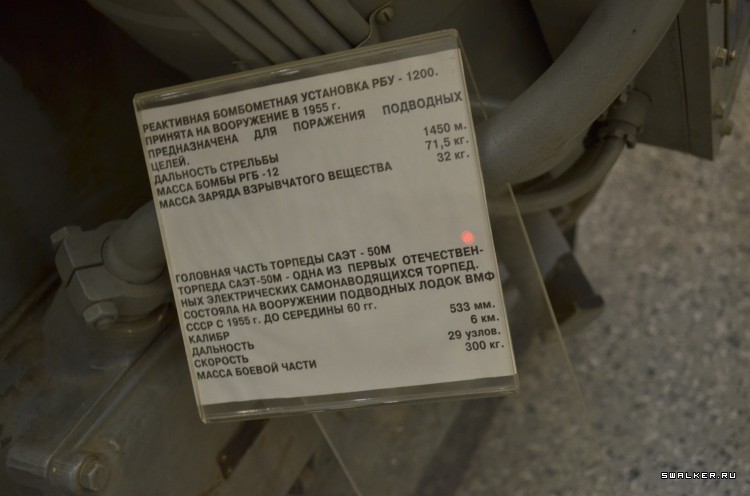 РЕАКТИВНАЯ БОМБОМЕТНАЯ УСТАНОВКА РБУ - 1200.
ПРИНЯТА НА ВООРУЖЕНИЕ В 1955 г.
ПРЕДНАЗНАЧЕНА ДЛЯ ПОРАЖЕНИЯ ПОДВОДНЫХ
ЦЕЛЕЙ.
ДАЛЬНОСТЬ СТРЕЛЬБЫ 1450 м.
МАССА БОМБЫ РГБ -12 71,5 кг.
МАССА ЗАРЯДА ВЗРЫВЧАТОГО ВЕЩЕСТВА 32 кг.
ГОЛОВНАЯ ЧАСТЬ ТОРПЕДЫ САЭТ - 50М
ТОРПЕДА САЭТ-50М - ОДНА ИЗ ПЕРВЫХ ОТЕЧЕСТВЕН-
НЫХ ЭЛЕКТРИЧЕСКИХ САМОНАВОДЯЩИХСЯ ТОРПЕД.
СОСТОЯЛА НА ВООРУЖЕНИИ ПОДВОДНЫХ ЛОДОК ВМФ
СССР С 1955 г. ДО СЕРЕДИНЫ 60 гг.
КАЛИБР 533 мм.
ДАЛЬНОСТЬ 6 км.
СКОРОСТЬ 29 узлов.
МАССА БОЕВОЙ ЧАСТИ 300 кг.
SWALKER.RU